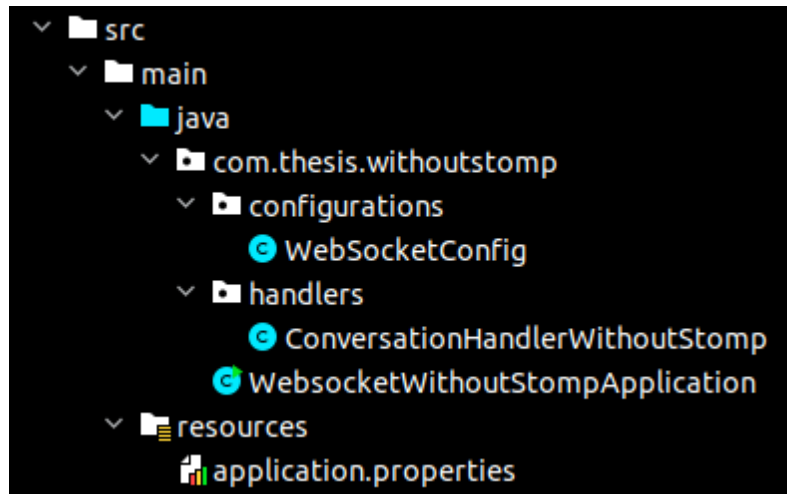 src
main
java
com.thesis.withoutstomp
configurations
WebSocketConfig
handlers
ConversationHandlerWithoutStomp
WebsocketWithoutStompApplication
resources
application.properties